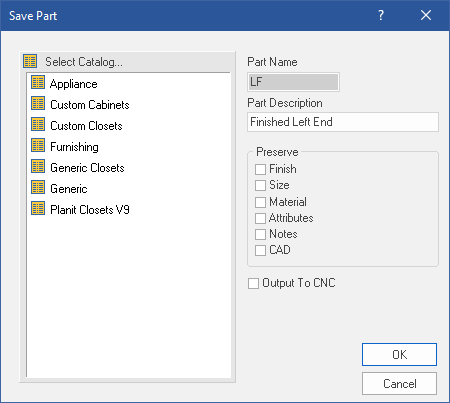 Save Part
?
Select Catalog...
Appliance
Custom Cabinets
Custom Closets
Furnishing
Generic Closets
Generic
Planit Closets V9
Part Name
LF
Part Description
Finished Left End
Preserve
Finish
Size
Material
Attributes
Notes
CAD
Output To CNC
OK
Cancel